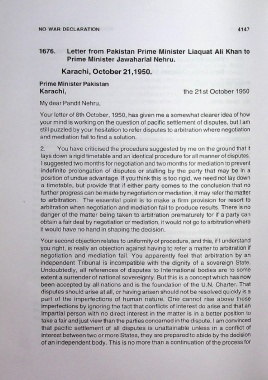 NO WAR DECLARATION 4147
1676. Letter from Pakistan Prime Minister Liaquat Ali Khan to
Prime Minister Jawaharlal Nehru.
Karachi, October 21,1950.
Prime Minister Pakistan
Karachi, the 21st October 1950
My dear Pandit Nehru,
Your letter of 8th October, 1950, has given me a somewhat clearer idea of how
your mind is working on the question of pacific settlement of disputes, but I am
still puzzled by your hesitation to refer disputes to arbitration where negotiation
and mediation fail to find a solution.
2. You have criticised the procedure suggested by me on the ground that it
lays down a rigid timetable and an identical procedure for all manner of disputes.
I suggested two months for negotiation and two months for mediation to prevent
indefinite prolongation of dispute or stalling by the party that may be in a
position of undue advantage. If you think this is too rigid, we need not lay down
a timetable, but provide that if either party comes to the conclusion that no
further progress can be made by negotiation or mediation, it may refer the matter
to arbitration. The essential point is to make a firm provision for resort to
arbitration when negotiation and mediation fail to produce results. There is no
danger of the matter being taken to arbitration prematurely for if a party can
obtain a fair deal by negotiation or mediation, it would not go to arbitration where
it would have no hand in shaping the decision.
Your second objection relates to uniformity of procedure, and this, if I understand
you right, is really an objection against having to refer a matter to arbitration if
negotiation and mediation fail. You apparently feel that arbitration by an
independent Tribunal is incompatible with the dignity of a sovereign State.
Undoubtedly, all references of disputes to International bodies are to some
extent a surrender of national sovereignty. But this is a concept which has now
been accepted by all nations and is the foundation of the U.N. Charter. That
disputes should arise at all, or having arisen should not be resolved quickly is a
part of the imperfections of human nature. One cannot rise above these
imperfections by ignoring the fact that conflicts of interest do arise and that an
impartial person with no direct interest in the matter is in a better position to
take a fair and just view than the parties concerned in the dispute. I am convinced
that pacific settlement of all disputes is unattainable unless in a conflict of
interest between two or more States, they are prepared to abide by the decision
of an independent body. This is no more than a continuation of the process for